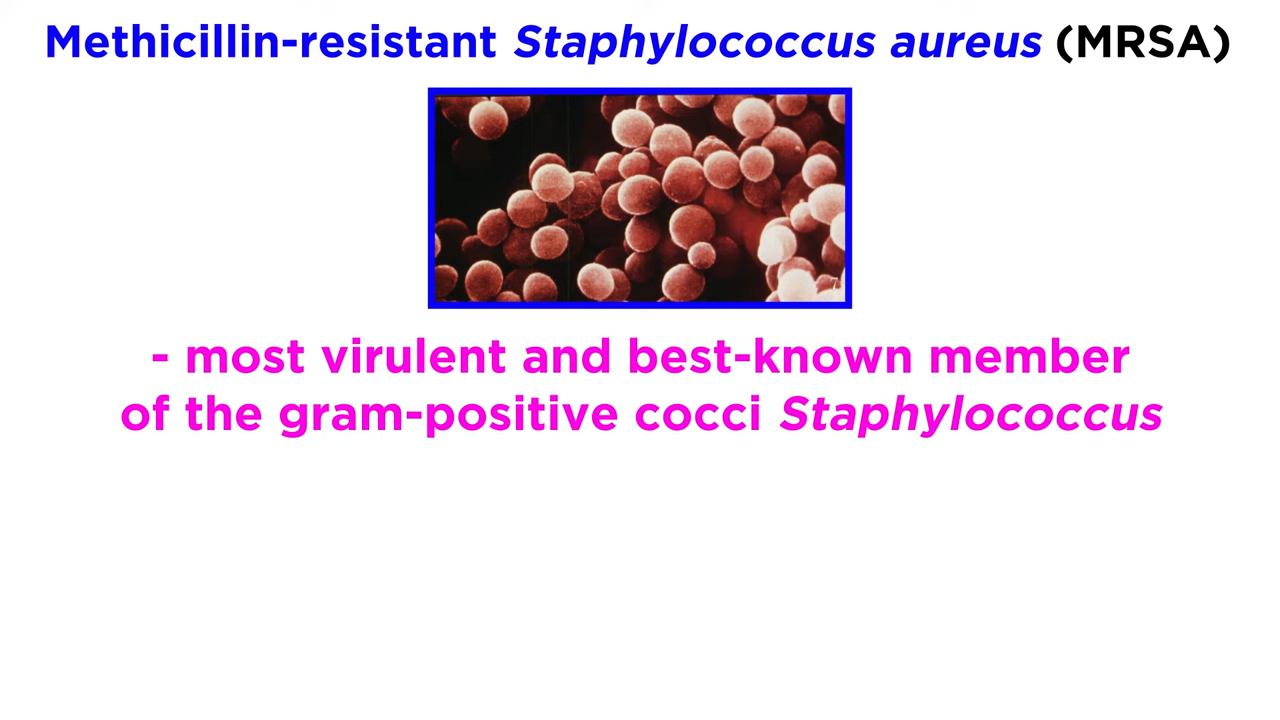 Methicillin-resistant Staphylococcus aureus (MRSA)
- most virulent and best-known member
of the gram-positive cocci Staphylococcus